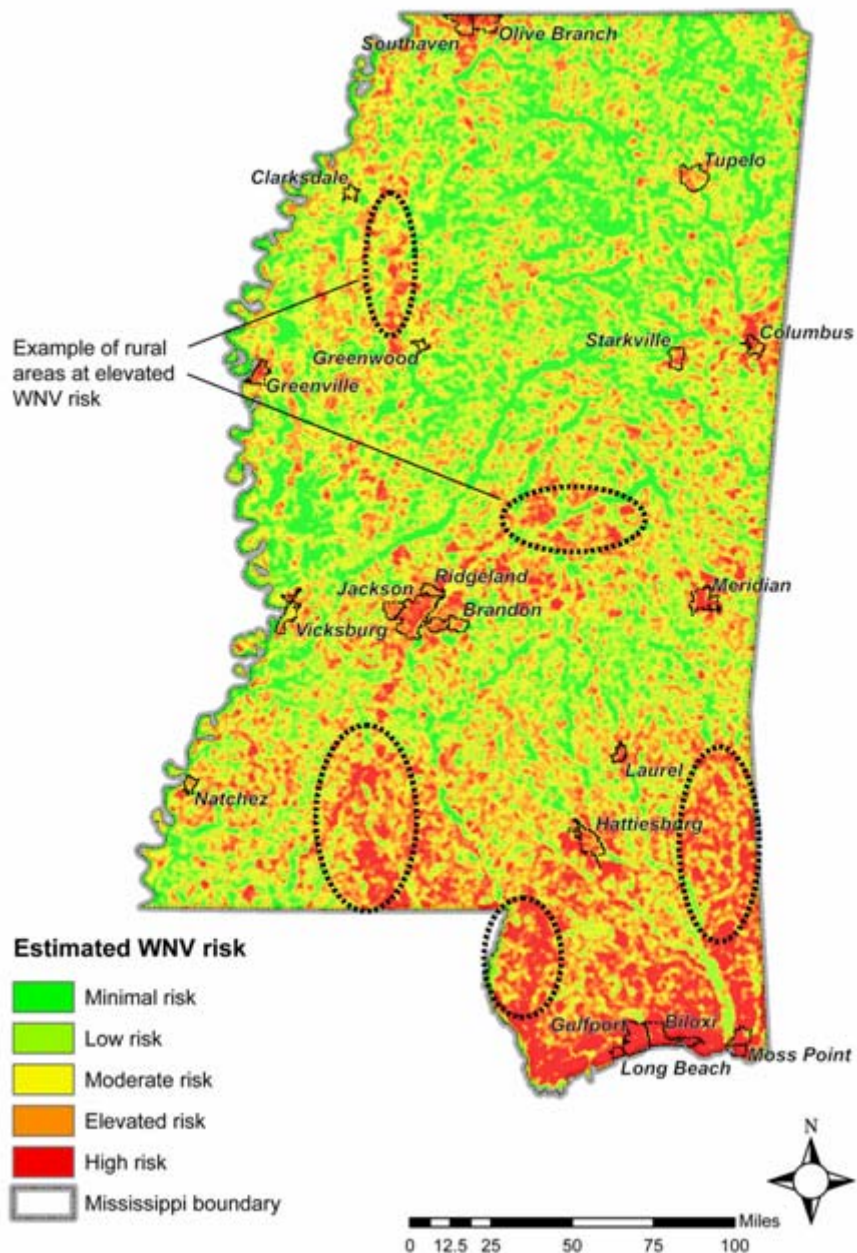 Southaven
Olive Branch
Tupelo
Clarksdale
Example of rural
areas at elevated
WNV risk
Greenwood
Starkville
Columbus
Greenville
Ridgeland
Jackson
Brandon
Vicksburg
Meridian
Natchez
Laurel
Hattiesburg
Gulfport
Biloxi
Long Beach
Moss Point
Estimated WNV risk
Minimal risk
Low risk
Moderate risk
Elevated risk
High risk
Mississippi boundary
N
Miles
0 12.5 25 50 75 100